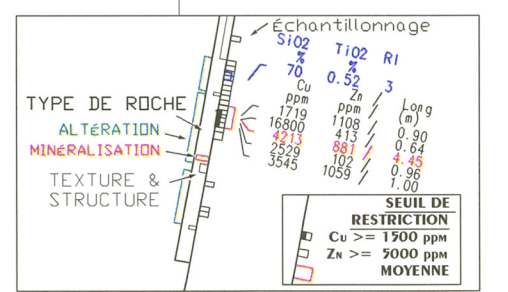 Échantillonnage
SiO2 TiO2 RI
% %
70 0.52 3
Cu Zn Long
ppm ppm / (m)
1719 1108 / 0.90
16800 413 / 0.64
4213 881 / 4.45
2529 102 / 0.96
3545 1059 / 1.00
TYPE DE ROCHE
ALTÉRATION
MINÉRALISATION
TEXTURE &
STRUCTURE
SEUIL DE
RESTRICTION
Cu >= 1500 ppm
Zn >= 5000 ppm
MOYENNE